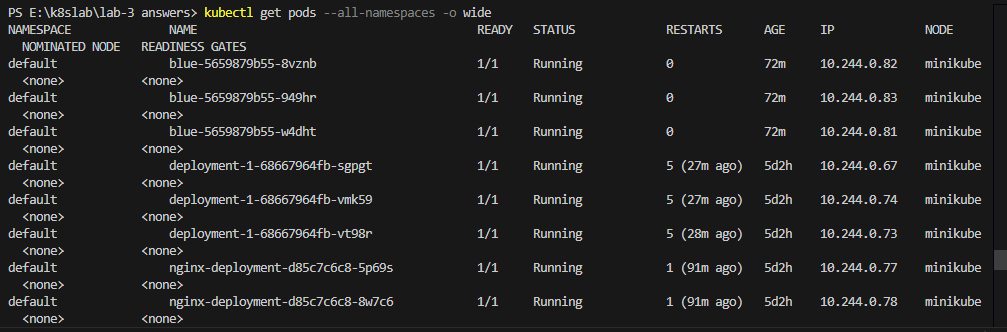 PS E:\k8slab\lab-3 answers> kubectl get pods --all-namespaces -o wide
NAMESPACE NAME READY STATUS RESTARTS AGE IP NODE
NOMINATED NODE READINESS GATES
default blue-5659879b55-8vznb 1/1 Running 0 72m 10.244.0.82 minikube
<none> <none>
default blue-5659879b55-949hr 1/1 Running 0 72m 10.244.0.83 minikube
<none> <none>
default blue-5659879b55-w4dht 1/1 Running 0 72m 10.244.0.81 minikube
<none> <none>
default deployment-1-68667964fb-sgpgt 1/1 Running 5 (27m ago) 5d2h 10.244.0.67 minikube
<none> <none>
default deployment-1-68667964fb-vmk59 1/1 Running 5 (27m ago) 5d2h 10.244.0.74 minikube
<none> <none>
default deployment-1-68667964fb-vt98r 1/1 Running 5 (28m ago) 5d2h 10.244.0.73 minikube
<none> <none>
default nginx-deployment-d85c7c6c8-5p69s 1/1 Running 1 (91m ago) 5d2h 10.244.0.77 minikube
<none> <none>
default nginx-deployment-d85c7c6c8-8w7c6 1/1 Running 1 (91m ago) 5d2h 10.244.0.78 minikube
<none> <none>